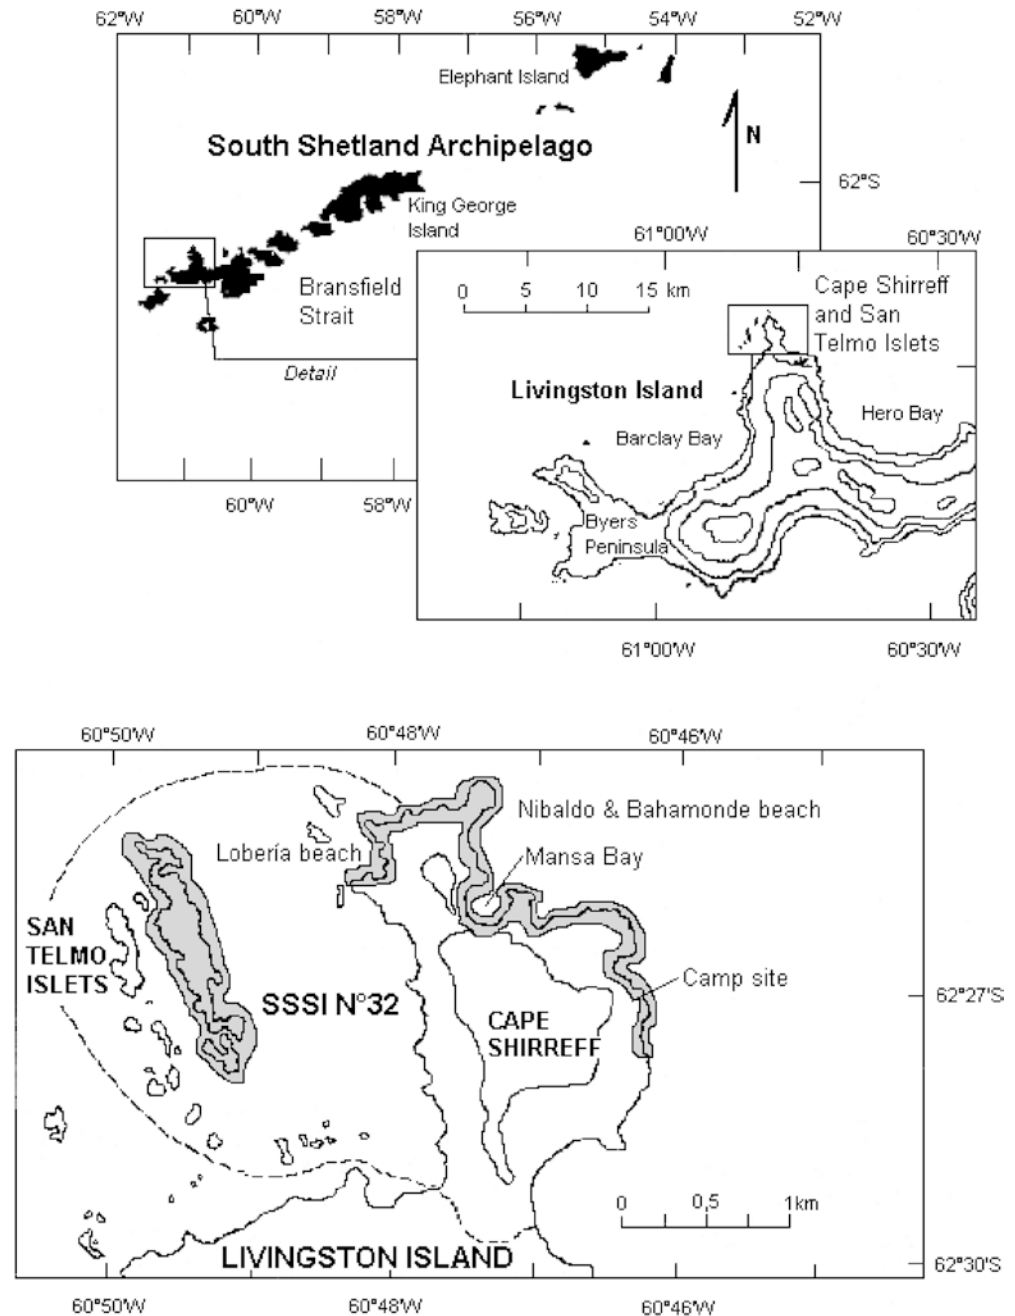 62°W 60°W 58°W 56°W 54°W 52°W
Elephant Island
South Shetland Archipelago
N
62°S
King George
Island
61°00'W 60°30'W
Bransfield
Strait
0 5 10 15 km
Cape Shirreff
and San
Telmo Islets
Detail
Livingston Island
Hero Bay
Barclay Bay
60°W 58°W
Byers
Peninsula
61°00'W 60°30'W
60°50'W 60°48'W 60°46'W
Nibaldo & Bahamonde beach
Lobería beach
Mansa Bay
SAN
TELMO
ISLETS
Camp site
SSSI N°32
62°27'S
CAPE
SHIRREFF
0 0,5 1km
LIVINGSTON ISLAND
62°30'S
60°50'W 60°48'W 60°46'W